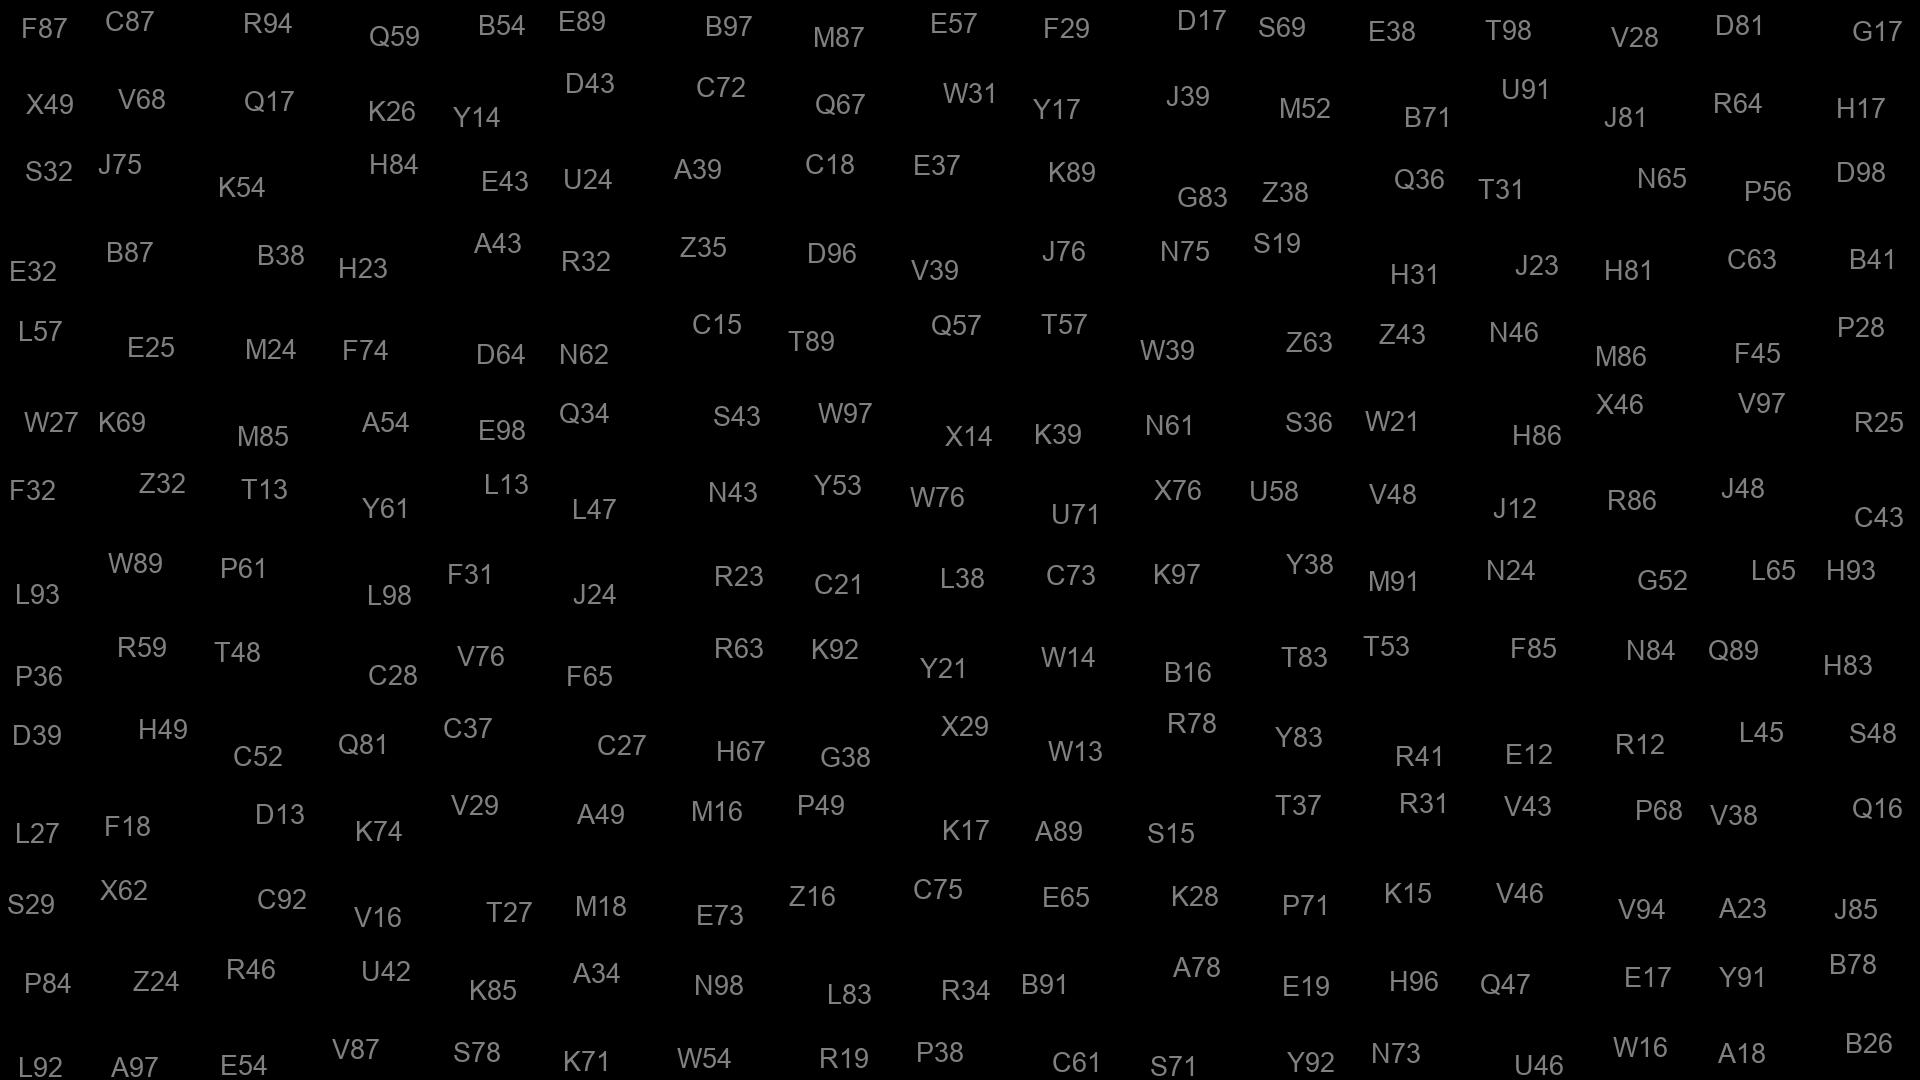 F87 C87 R94 Q59 B54 E89 B97 M87 E57 F29 D17 S69 E38 T98 V28 D81 G17
X49 V68 Q17 K26 Y14 D43 C72 Q67 W31 Y17 J39 M52 B71 U91 J81 R64 H17
S32 J75 K54 H84 E43 U24 A39 C18 E37 K89 G83 Z38 Q36 T31 N65 P56 D98
E32 B87 B38 H23 A43 R32 Z35 D96 V39 J76 N75 S19 H31 J23 H81 C63 B41
L57 E25 M24 F74 D64 N62 C15 T89 Q57 T57 W39 Z63 Z43 N46 M86 F45 P28
W27 K69 M85 A54 E98 Q34 S43 W97 X14 K39 N61 S36 W21 H86 X46 V97 R25
F32 Z32 T13 Y61 L13 L47 N43 Y53 W76 U71 X76 U58 V48 J12 R86 J48 C43
L93 W89 P61 L98 F31 J24 R23 C21 L38 C73 K97 Y38 M91 N24 G52 L65 H93
P36 R59 T48 C28 V76 F65 R63 K92 Y21 W14 B16 T83 T53 F85 N84 Q89 H83
D39 H49 C52 Q81 C37 C27 H67 G38 X29 W13 R78 Y83 R41 E12 R12 L45 S48
L27 F18 D13 K74 V29 A49 M16 P49 K17 A89 S15 T37 R31 V43 P68 V38 Q16
S29 X62 C92 V16 T27 M18 E73 Z16 C75 E65 K28 P71 K15 V46 V94 A23 J85
P84 Z24 R46 U42 K85 A34 N98 L83 R34 B91 A78 E19 H96 Q47 E17 Y91 B78
L92 A97 E54 V87 S78 K71 W54 R19 P38 C61 S71 Y92 N73 U46 W16 A18 B26